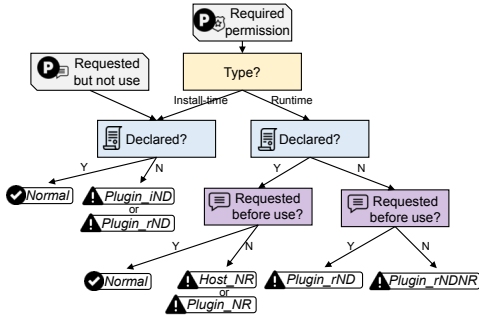 Required
permission
Requested
but not use
Type?
Install-time
Runtime
Declared?
Declared?
Y
N
Y
N
Normal
Plugin_iND
or
Plugin_rND
Requested
before use?
Requested
before use?
Y
N
Y
N
Normal
Host_NR
or
Plugin_NR
Plugin_rND
Plugin_rNDNR